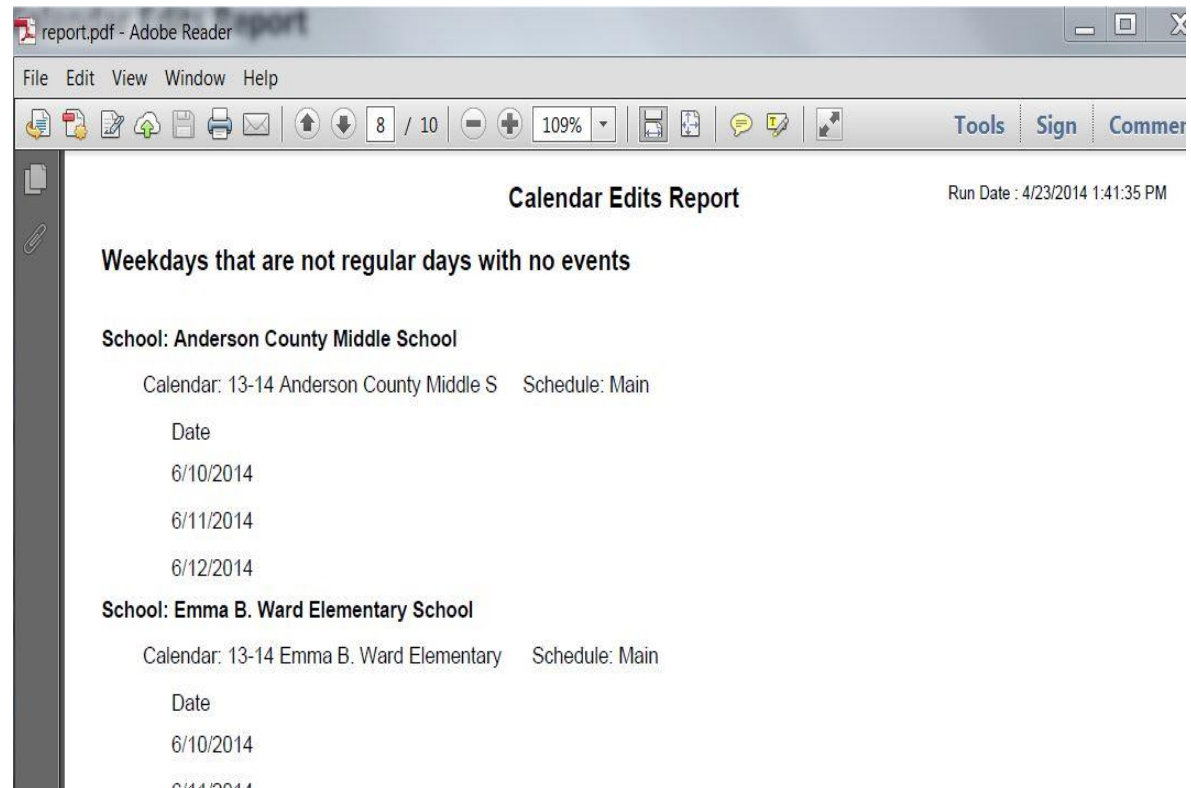 report.pdf - Adobe Reader
File Edit View Window Help
8 / 10 109% Tools Sign Commen
Calendar Edits Report Run Date : 4/23/2014 1:41:35 PM
Weekdays that are not regular days with no events
School: Anderson County Middle School
Calendar: 13-14 Anderson County Middle S Schedule: Main
Date
6/10/2014
6/11/2014
6/12/2014
School: Emma B. Ward Elementary School
Calendar: 13-14 Emma B. Ward Elementary Schedule: Main
Date
6/10/2014